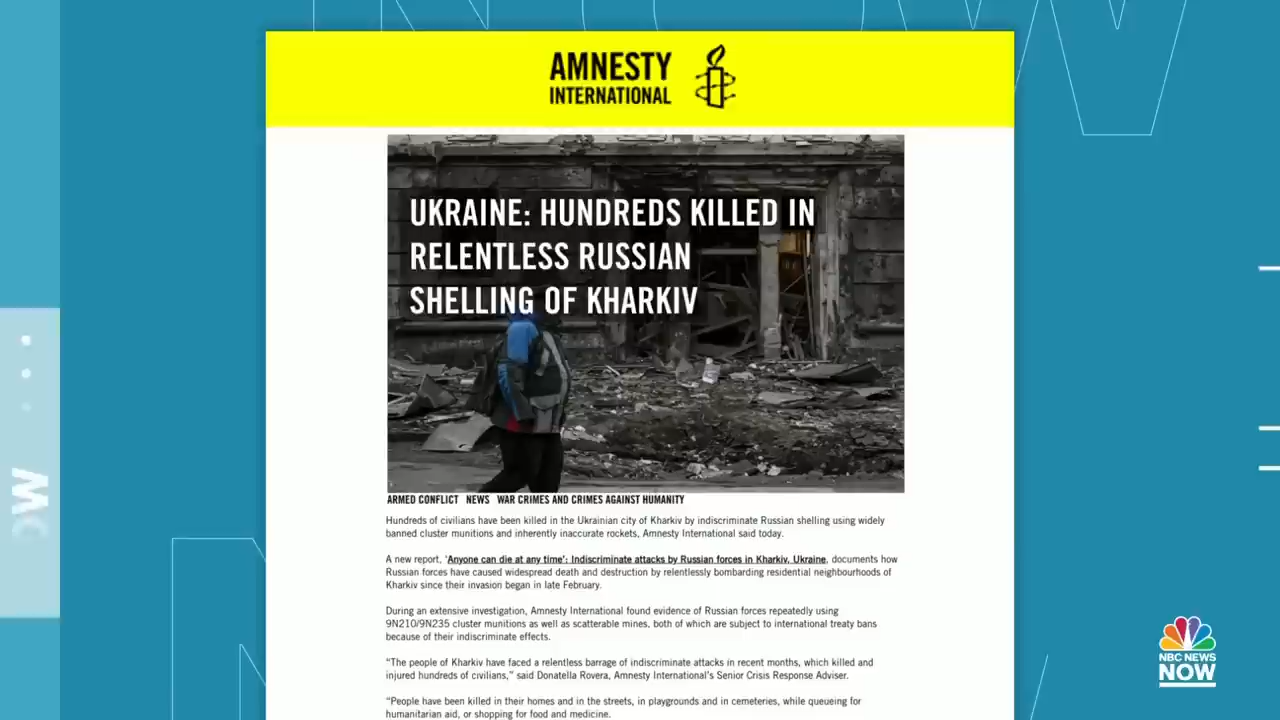 AMNESTY
INTERNATIONAL
UKRAINE: HUNDREDS KILLED IN
RELENTLESS RUSSIAN
SHELLING OF KHARKIV
ARMED CONFLICT NEWS WAR CRIMES AND CRIMES AGAINST HUMANITY
Hundreds of civilians have been killed in the Ukrainian city of Kharkiv by indiscriminate Russian shelling using widely
banned cluster munitions and inherently inaccurate rockets, Amnesty International said today.
A new report, ‘Anyone can die at any time’: Indiscriminate attacks by Russian forces in Kharkiv, Ukraine, documents how
Russian forces have caused widespread death and destruction by relentlessly bombarding residential neighbourhoods of
Kharkiv since their invasion began in late February.
During an extensive investigation, Amnesty International found evidence of Russian forces repeatedly using
9N210/9N235 cluster munitions as well as scatterable mines, both of which are subject to international treaty bans
because of their indiscriminate effects.
“The people of Kharkiv have faced a relentless barrage of indiscriminate attacks in recent months, which killed and
injured hundreds of civilians,” said Donatella Rovera, Amnesty International’s Senior Crisis Response Adviser.
“People have been killed in their homes and in the streets, in playgrounds and in cemeteries, while queueing for
humanitarian aid, or shopping for food and medicine.
NBC NEWS
NOW